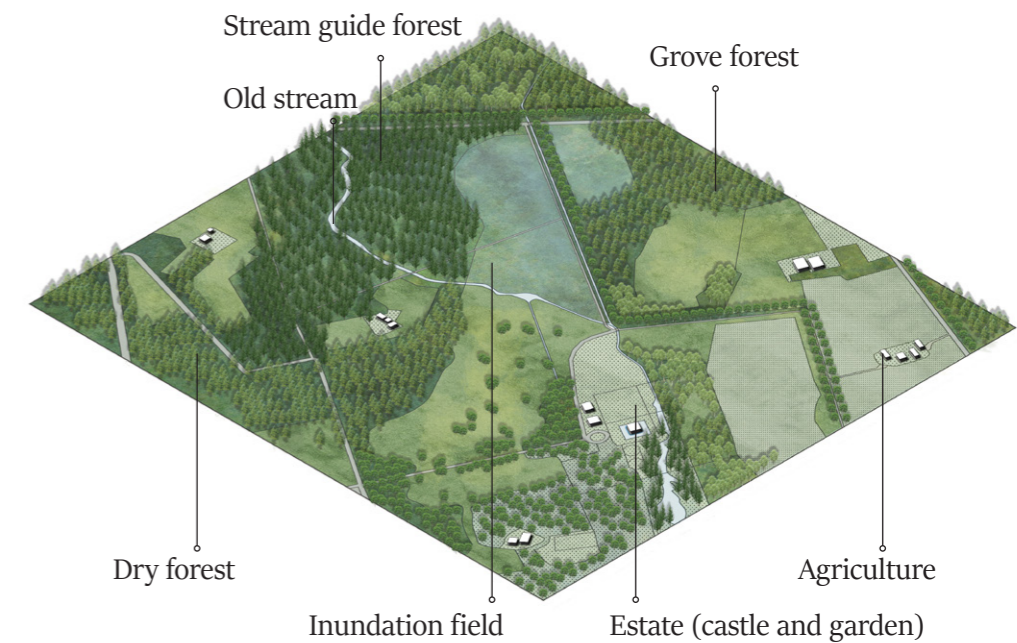 Stream guide forest
Grove forest
Old stream
Dry forest
Agriculture
Inundation field
Estate (castle and garden)